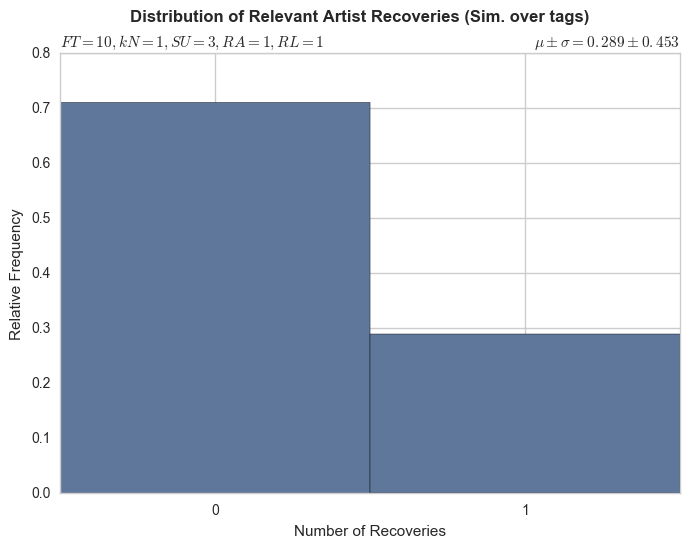 Distribution of Relevant Artist Recoveries (Sim. over tags)
FT = 10, kN = 1, SU = 3, RA = 1, RL = 1
μ ± σ = 0.289 ± 0.453
0.8
0.7
0.6
0.5
0.4
0.3
0.2
0.1
0.0
Relative Frequency
0 1
Number of Recoveries